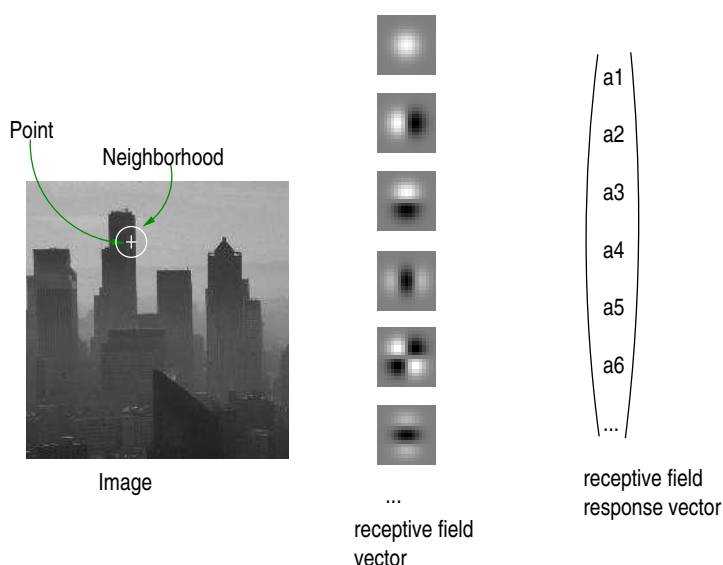 Point
Neighborhood
Image
...
receptive field
vector
a1
a2
a3
a4
a5
a6
...
receptive field
response vector